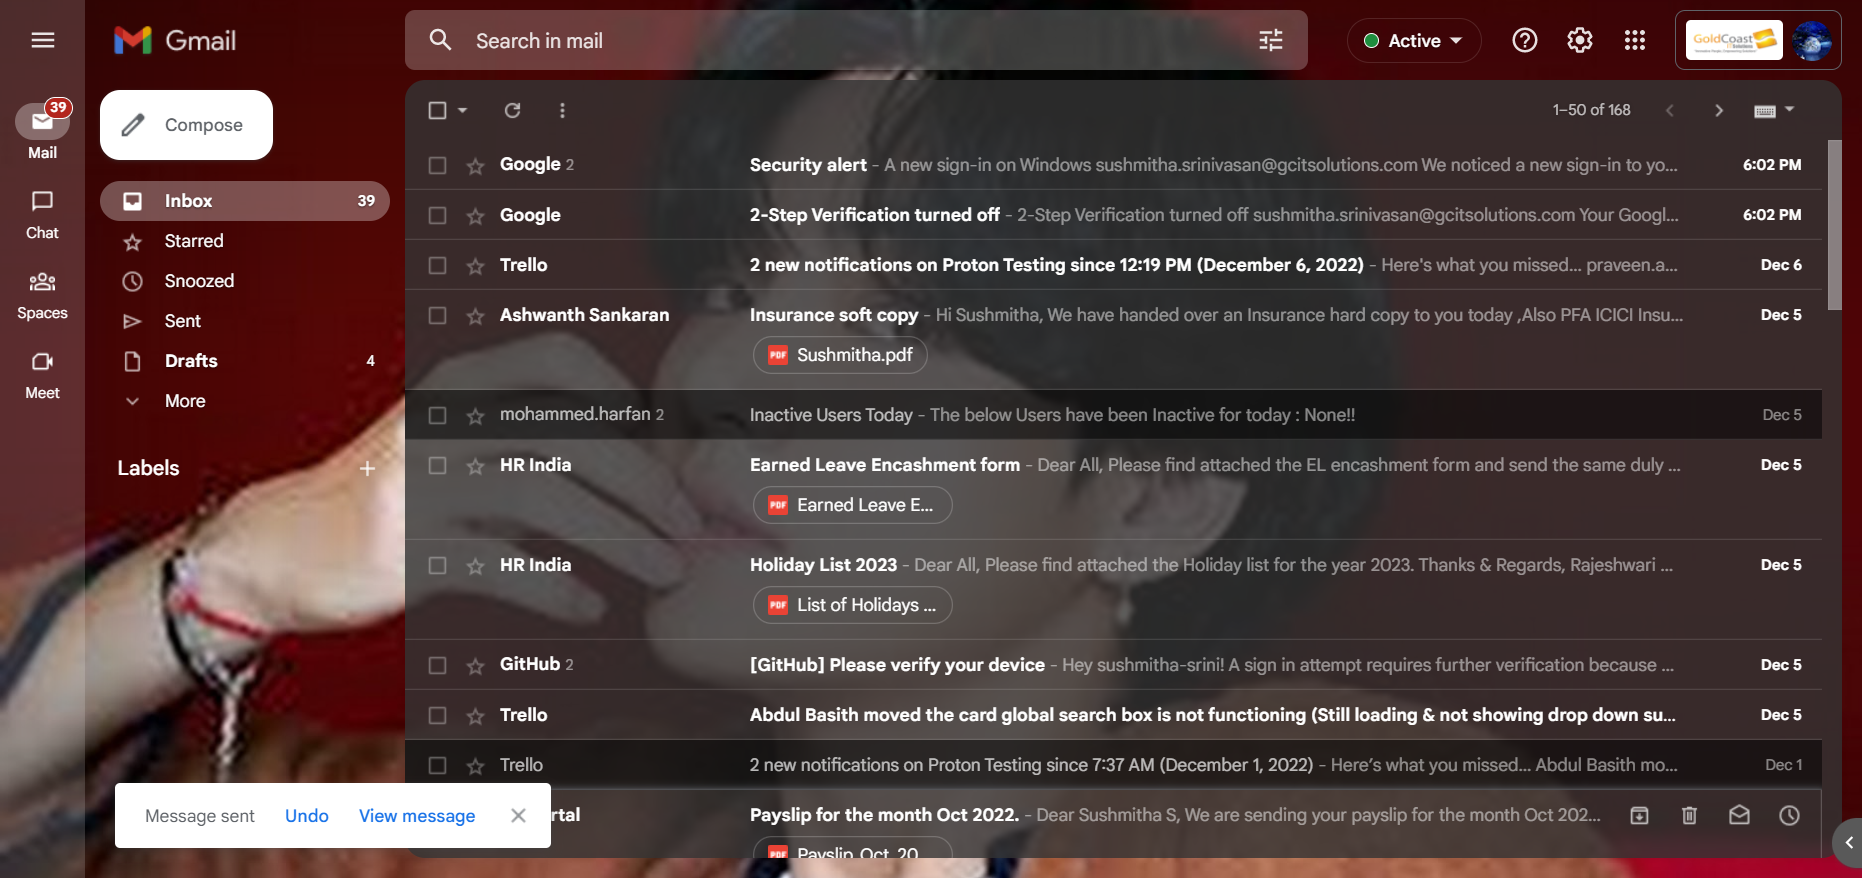 Gmail
Search in mail
Active
GoldCoast
39
Mail
Compose
1–50 of 168
Inbox 39
Chat
Starred
Snoozed
Spaces
Sent
Drafts 4
Meet
More
Labels
Google 2 Security alert - A new sign-in on Windows sushmitha.srinivasan@gcitsolutions.com We noticed a new sign-in to yo... 6:02 PM
Google 2-Step Verification turned off - 2-Step Verification turned off sushmitha.srinivasan@gcitsolutions.com Your Googl... 6:02 PM
Trello 2 new notifications on Proton Testing since 12:19 PM (December 6, 2022) - Here's what you missed... praveen.a... Dec 6
Ashwanth Sankaran Insurance soft copy - Hi Sushmitha, We have handed over an Insurance hard copy to you today ,Also PFA ICICI Insu... Dec 5
PDF Sushmitha.pdf
mohammed.harfan 2 Inactive Users Today - The below Users have been Inactive for today : None!! Dec 5
HR India Earned Leave Encashment form - Dear All, Please find attached the EL encashment form and send the same duly ... Dec 5
PDF Earned Leave E...
HR India Holiday List 2023 - Dear All, Please find attached the Holiday list for the year 2023. Thanks & Regards, Rajeshwari ... Dec 5
PDF List of Holidays ...
GitHub 2 [GitHub] Please verify your device - Hey sushmitha-srini! A sign in attempt requires further verification because ... Dec 5
Trello Abdul Basith moved the card global search box is not functioning (Still loading & not showing drop down su... Dec 5
Trello 2 new notifications on Proton Testing since 7:37 AM (December 1, 2022) - Here's what you missed... Abdul Basith mo... Dec 1
rtal Payslip for the month Oct 2022. - Dear Sushmitha S, We are sending your payslip for the month Oct 202...
PDF Payslip_Oct_20...
Message sent Undo View message